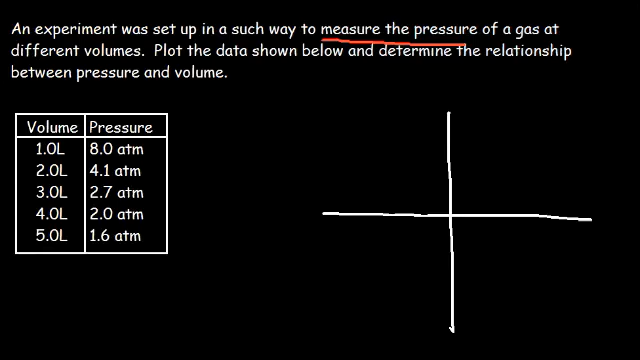 An experiment was set up in a such way to measure the pressure of a gas at
different volumes. Plot the data shown below and determine the relationship
between pressure and volume.
Volume Pressure
1.0L 8.0 atm
2.0L 4.1 atm
3.0L 2.7 atm
4.0L 2.0 atm
5.0L 1.6 atm